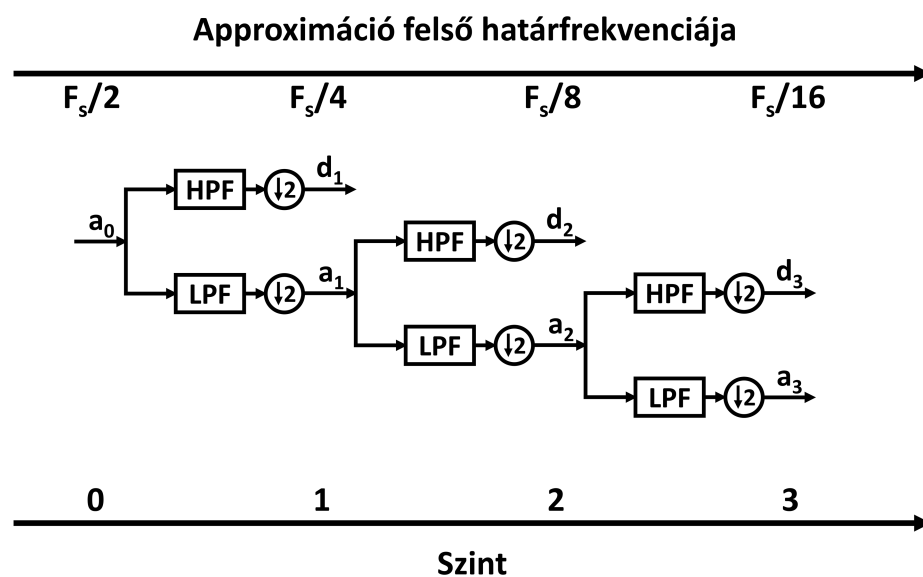 Approximáció felső határfrekvenciája
Fₛ/2 Fₛ/4 Fₛ/8 Fₛ/16
HPF ↓2 d₁
a₀
HPF ↓2 d₂
LPF ↓2 a₁
HPF ↓2 d₃
LPF ↓2 a₂
LPF ↓2 a₃
0 1 2 3
Szint